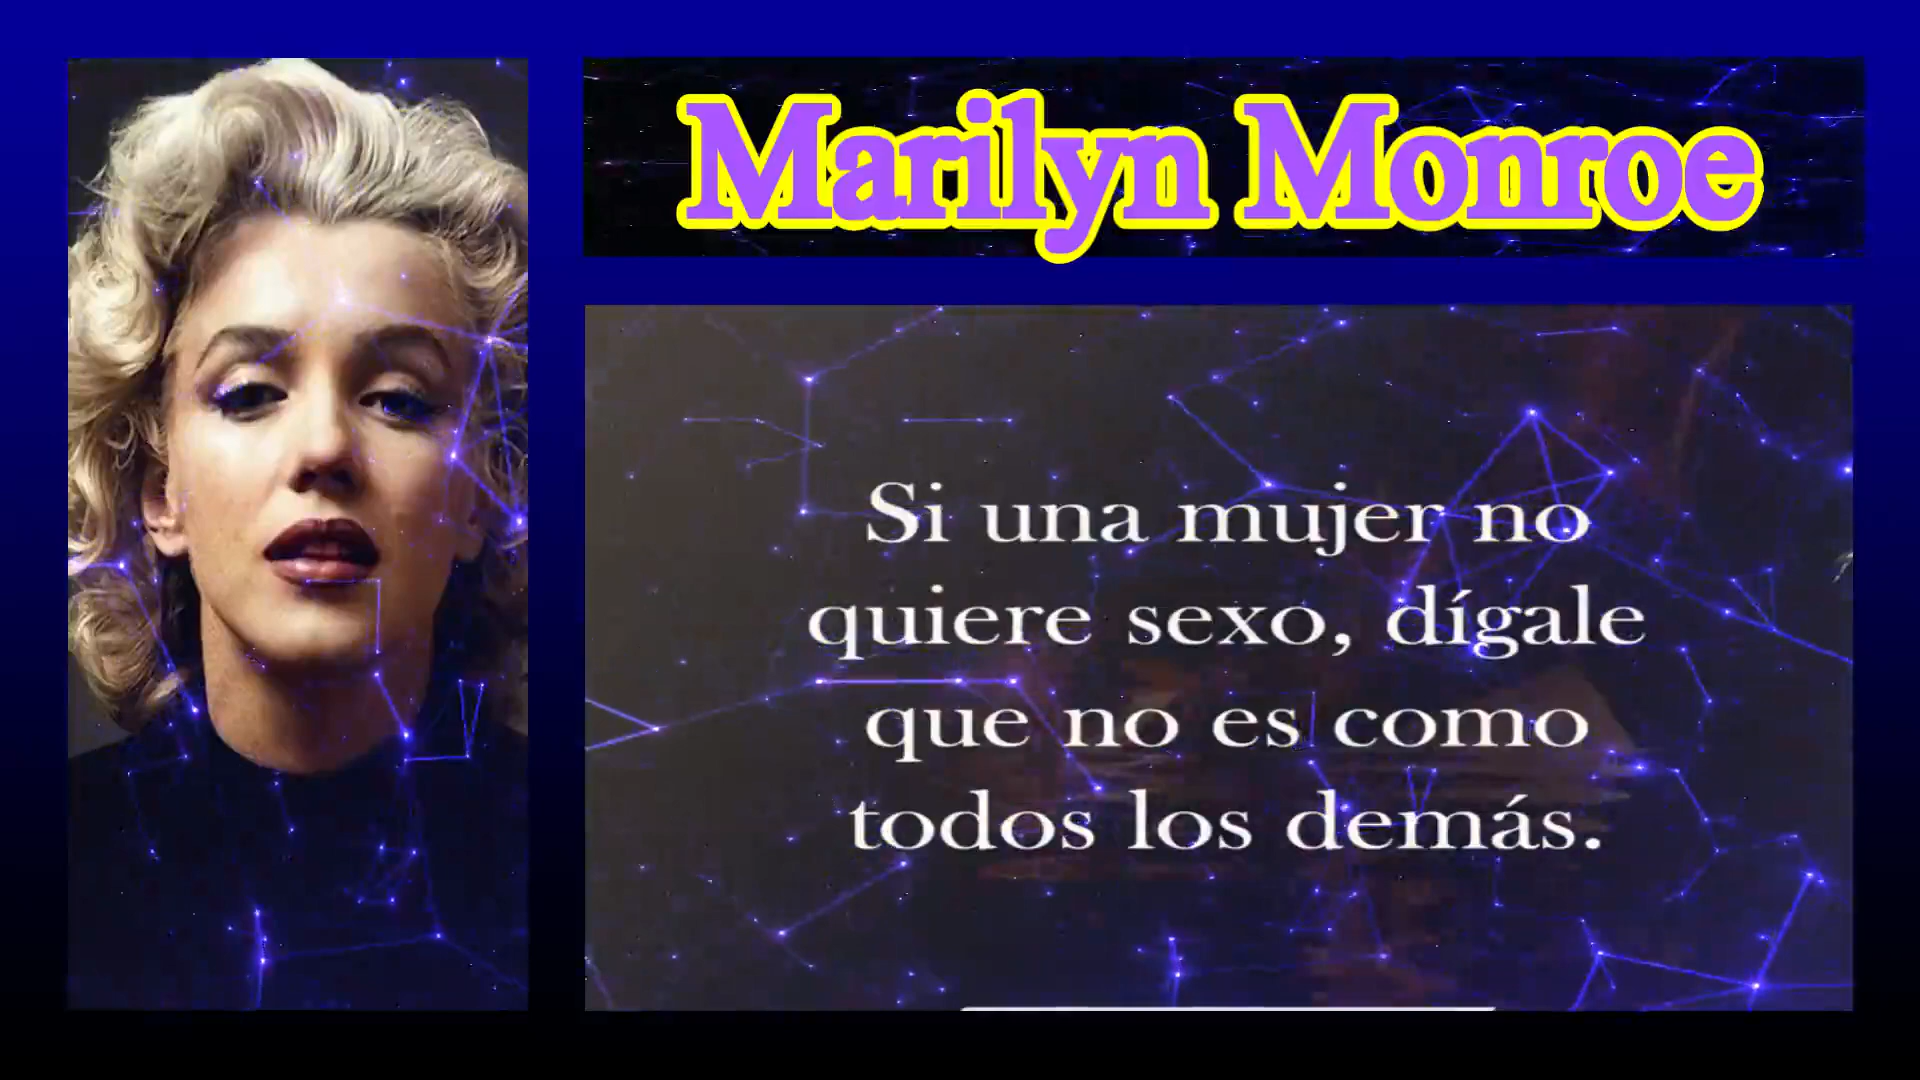 Marilyn Monroe
Si una mujer no
quiere sexo, dígale
que no es como
todos los demás.